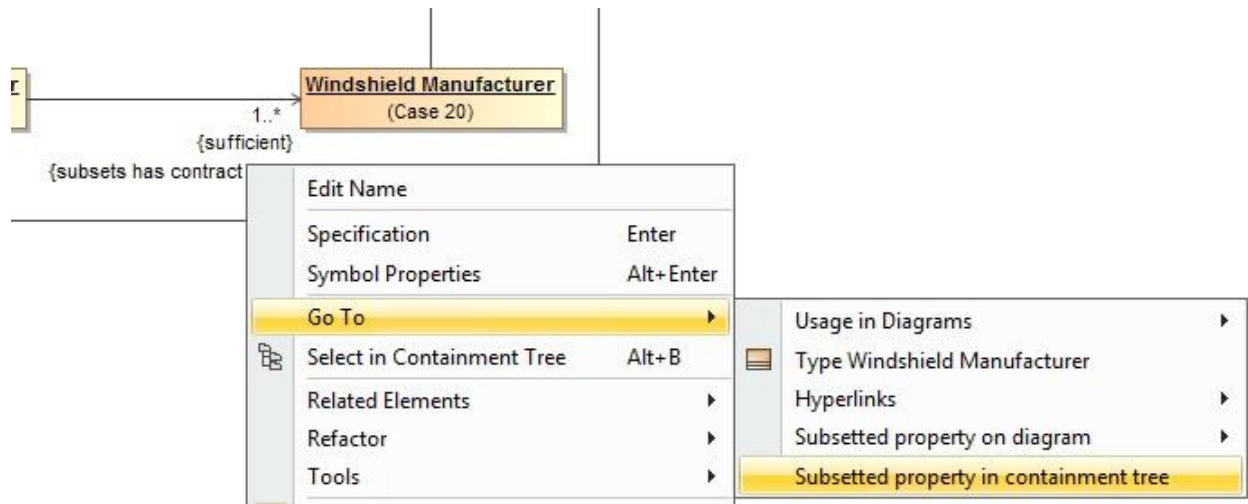 r
Windshield Manufacturer
(Case 20)
1..*
{sufficient}
{subsets has contract
Edit Name
Specification Enter
Symbol Properties Alt+Enter
Go To
Select in Containment Tree Alt+B
Related Elements
Refactor
Tools
Usage in Diagrams
Type Windshield Manufacturer
Hyperlinks
Subsetted property on diagram
Subsetted property in containment tree